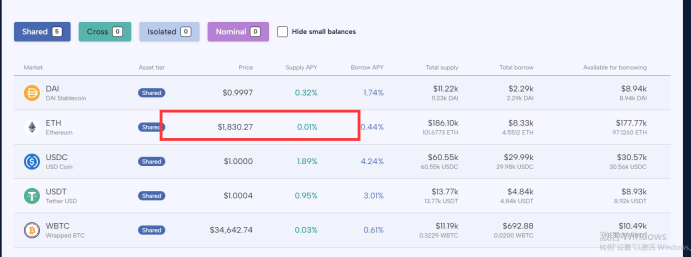 Shared 5 Cross 0 Isolated 0 Nominal 0 Hide small balances
Market Asset tier Price Supply APY Borrow APY Total supply Total borrow Available for borrowing
DAI Shared $0.9997 0.32% 1.74% $11.22k $2.29k $8.94k
DAI Stablecoin 11.23k DAI 2.29k DAI 8.94k DAI
ETH Shared $1,830.27 0.01% 0.44% $186.10k $8.33k $177.77k
Ethereum 101.6773 ETH 4.5512 ETH 97.1260 ETH
USDC Shared $1.0000 1.89% 4.24% $60.55k $29.99k $30.57k
USD Coin 60.55k USDC 29.98k USDC 30.56k USDC
USDT Shared $1.0004 0.95% 3.01% $13.77k $4.84k $8.93k
Tether USD 13.77k USDT 4.84k USDT 8.92k USDT
WBTC Shared $34,642.74 0.03% 0.61% $11.19k $692.88 $10.49k
Wrapped BTC 0.3229 WBTC 0.0200 WBTC
激活 Windows
转到"设置"以激活 Windows。